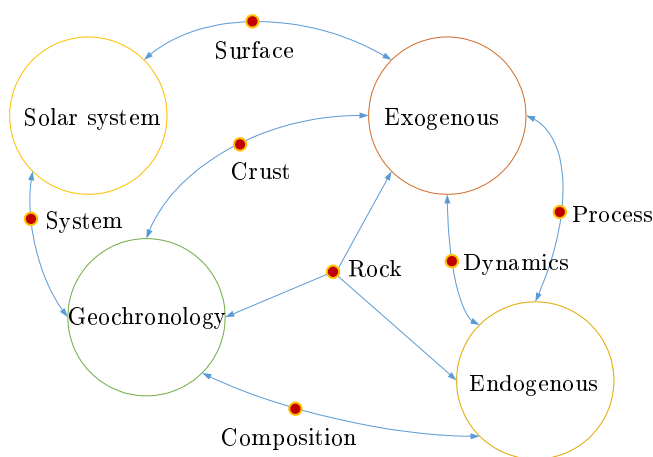 Surface
Solar system
Exogenous
Crust
System
Process
Rock
Dynamics
Geochronology
Endogenous
Composition